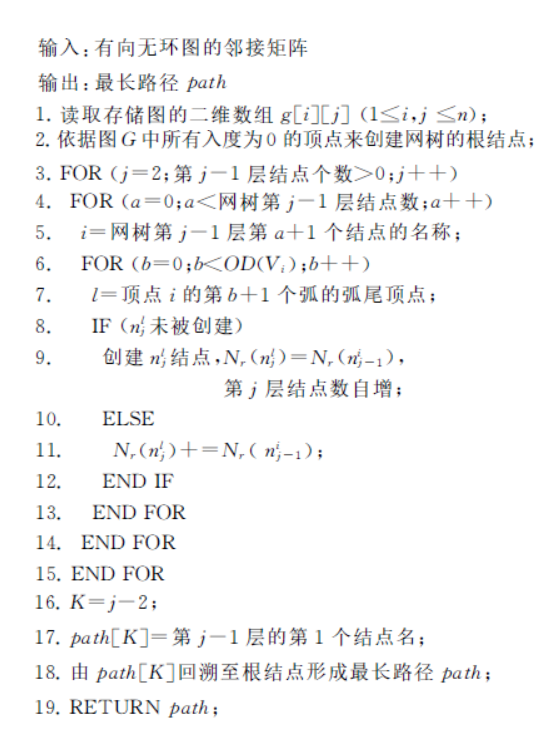 输入:有向无环图的邻接矩阵
输出:最长路径 path
1. 读取存储图的二维数组 g[i][j] (1≤i,j ≤n);
2. 依据图G 中所有入度为0 的顶点来创建网树的根结点;
3. FOR (j=2;第 j−1 层结点个数>0;j++)
4. FOR (a=0;a<网树第 j−1 层结点数;a++)
5. i=网树第 j−1 层第 a+1 个结点的名称;
6. FOR (b=0;b<OD(Vᵢ);b++)
7. l=顶点 i 的第 b+1 个弧的弧尾顶点;
8. IF (n_j^l 未被创建)
9. 创建 n_j^l 结点,N_r(n_j^l)=N_r(n_{j−1}^i),
第 j 层结点数自增;
10. ELSE
11. N_r(n_j^l)+=N_r( n_{j−1}^i);
12. END IF
13. END FOR
14. END FOR
15. END FOR
16. K=j−2;
17. path[K]=第 j−1 层的第 1 个结点名;
18. 由 path[K]回溯至根结点形成最长路径 path;
19. RETURN path;